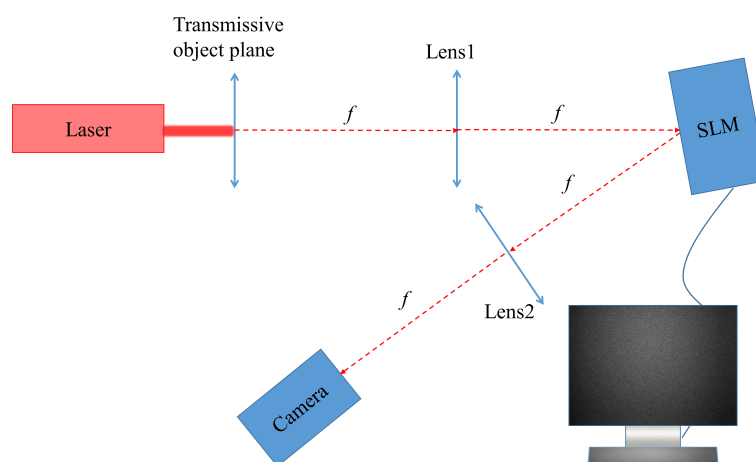 Transmissive
object plane
Lens1
Laser
f
f
SLM
f
f
Lens2
Camera